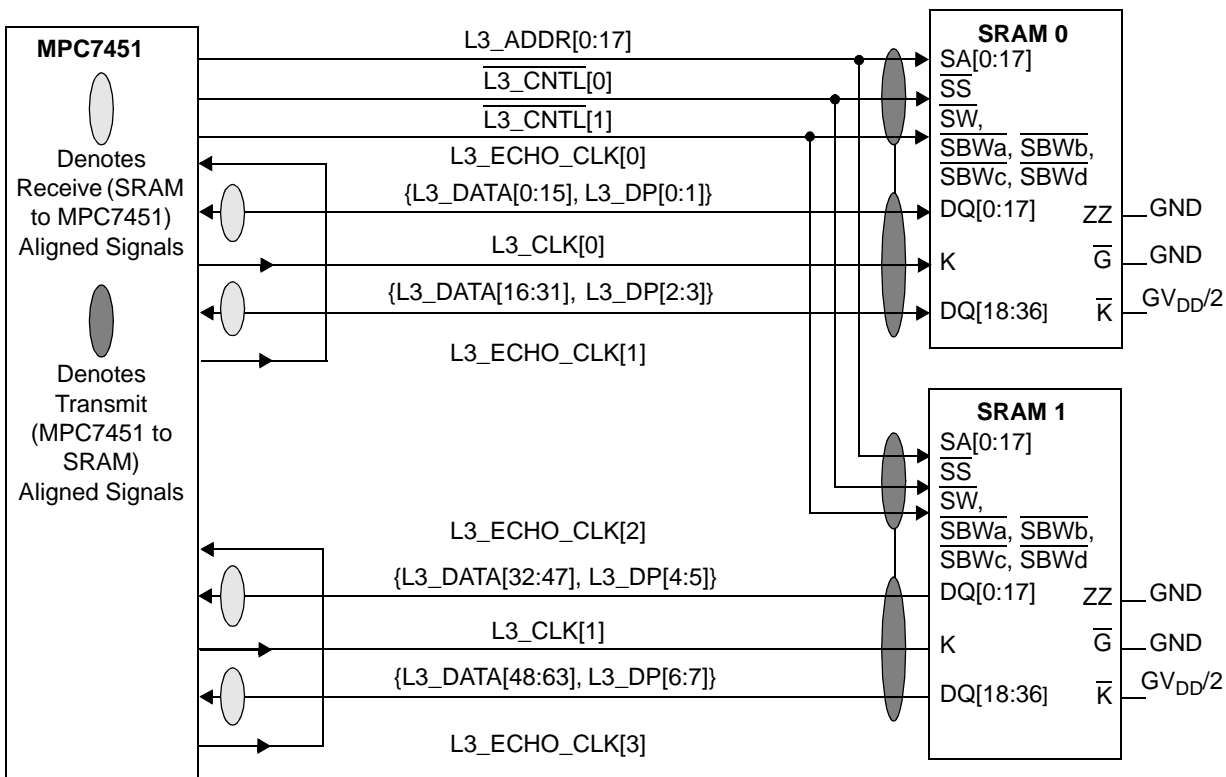 MPC7451
Denotes
Receive (SRAM
to MPC7451)
Aligned Signals
Denotes
Transmit
(MPC7451 to
SRAM)
Aligned Signals
L3_ADDR[0:17]
L3_CNTL[0]
L3_CNTL[1]
L3_ECHO_CLK[0]
{L3_DATA[0:15], L3_DP[0:1]}
L3_CLK[0]
{L3_DATA[16:31], L3_DP[2:3]}
L3_ECHO_CLK[1]
SRAM 0
SA[0:17]
SS
SW,
SBWa, SBWb,
SBWc, SBWd
DQ[0:17] ZZ GND
K G GND
DQ[18:36] K GVDD/2
L3_ECHO_CLK[2]
{L3_DATA[32:47], L3_DP[4:5]}
L3_CLK[1]
{L3_DATA[48:63], L3_DP[6:7]}
L3_ECHO_CLK[3]
SRAM 1
SA[0:17]
SS
SW,
SBWa, SBWb,
SBWc, SBWd
DQ[0:17] ZZ GND
K G GND
DQ[18:36] K GVDD/2